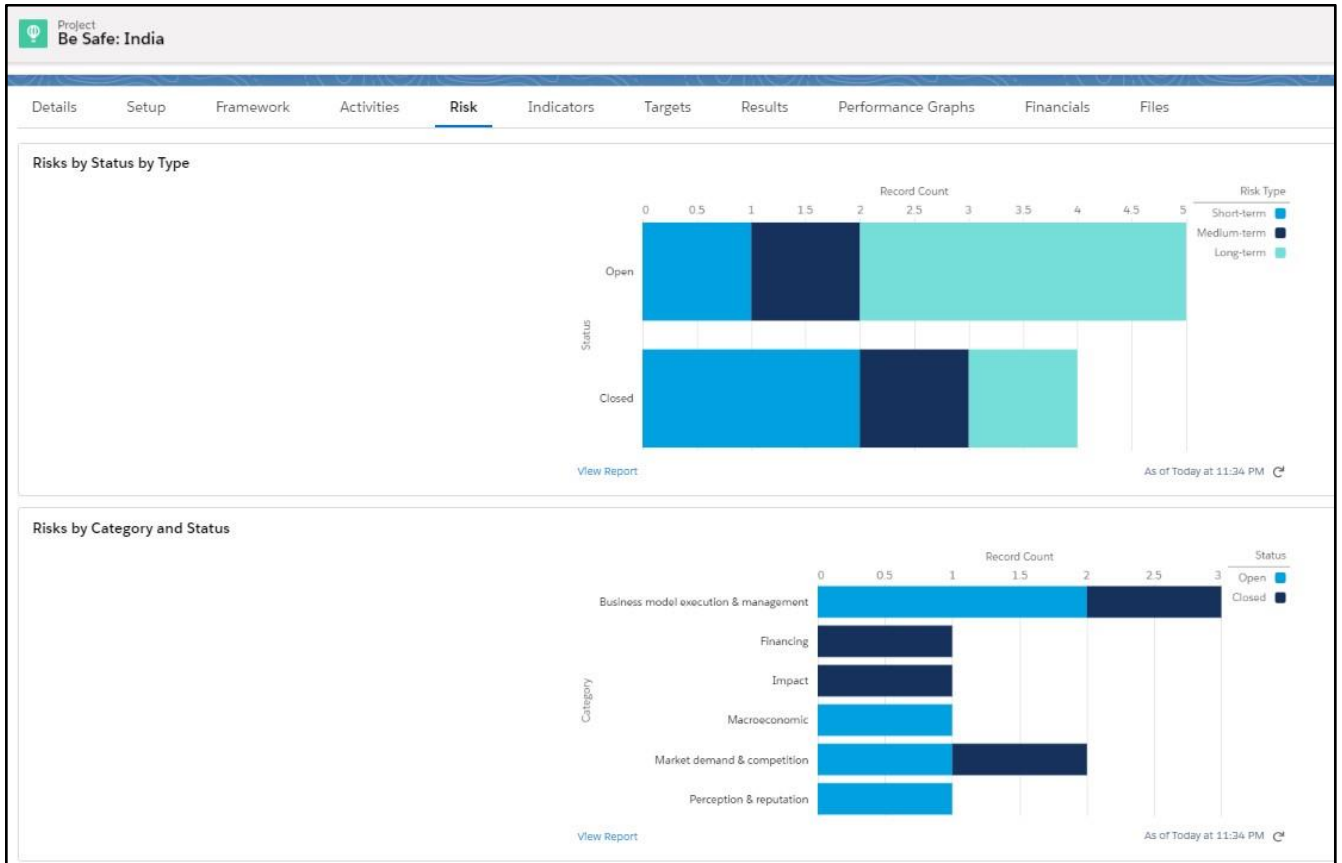 Project
Be Safe: India
Details Setup Framework Activities Risk Indicators Targets Results Performance Graphs Financials Files
Risks by Status by Type
Record Count
Risk Type
0 0.5 1 1.5 2 2.5 3 3.5 4 4.5 5
Short-term
Medium-term
Long-term
Status
Open
Closed
View Report
As of Today at 11:34 PM
Risks by Category and Status
Record Count
Status
0 0.5 1 1.5 2 2.5 3
Open
Closed
Category
Business model execution & management
Financing
Impact
Macroeconomic
Market demand & competition
Perception & reputation
View Report
As of Today at 11:34 PM